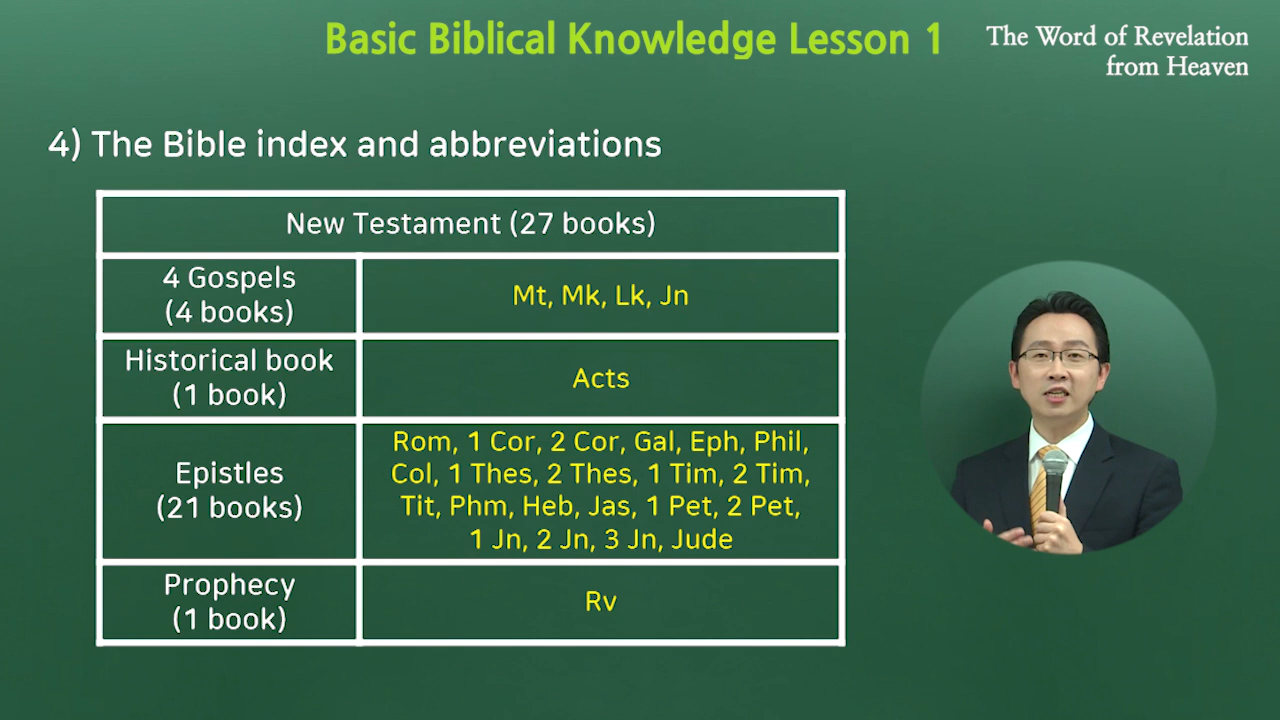 Basic Biblical Knowledge Lesson 1
The Word of Revelation
from Heaven
4) The Bible index and abbreviations
New Testament (27 books)
4 Gospels
(4 books)
Mt, Mk, Lk, Jn
Historical book
(1 book)
Acts
Epistles
(21 books)
Rom, 1 Cor, 2 Cor, Gal, Eph, Phil,
Col, 1 Thes, 2 Thes, 1 Tim, 2 Tim,
Tit, Phm, Heb, Jas, 1 Pet, 2 Pet,
1 Jn, 2 Jn, 3 Jn, Jude
Prophecy
(1 book)
Rv